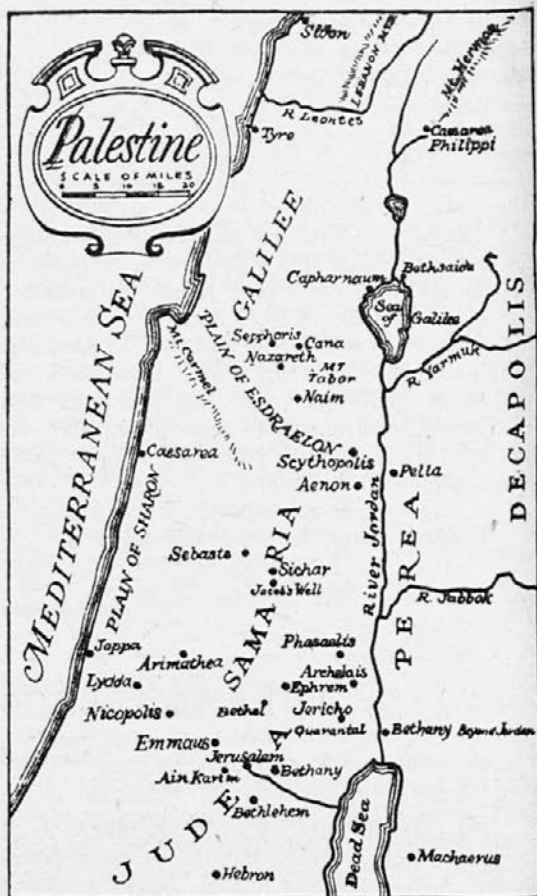 Palestine
SCALE OF MILES
0 5 10 15 20
Sidon
LEBANON MTS.
Mt. Hermon
R. Leontes
Tyre
Caesarea
Philippi
MEDITERRANEAN SEA
GALILEE
Capharnaum
Bethsaida
Sea of Galilee
DECAPOLIS
Sepphoris
Cana
Nazareth
MT
Tabor
Mt. Carmel
PLAIN OF ESDRAELON
Naim
R. Yarmuk
Caesarea
Scythopolis
Aenon
Pella
PLAIN OF SHARON
SAMARIA
River Jordan
PEREA
Sebaste
Sichar
Jacob's Well
R. Jabbok
Joppa
Arimathea
Phasaelis
Lydda
Ephrem
Archelais
Nicopolis
Bethel
Jericho
Quarantal
Bethany Beyond Jordan
Emmaus
JUDEA
Jerusalem
Ain Karim
Bethany
Bethlehem
Dead Sea
Hebron
Machaerus